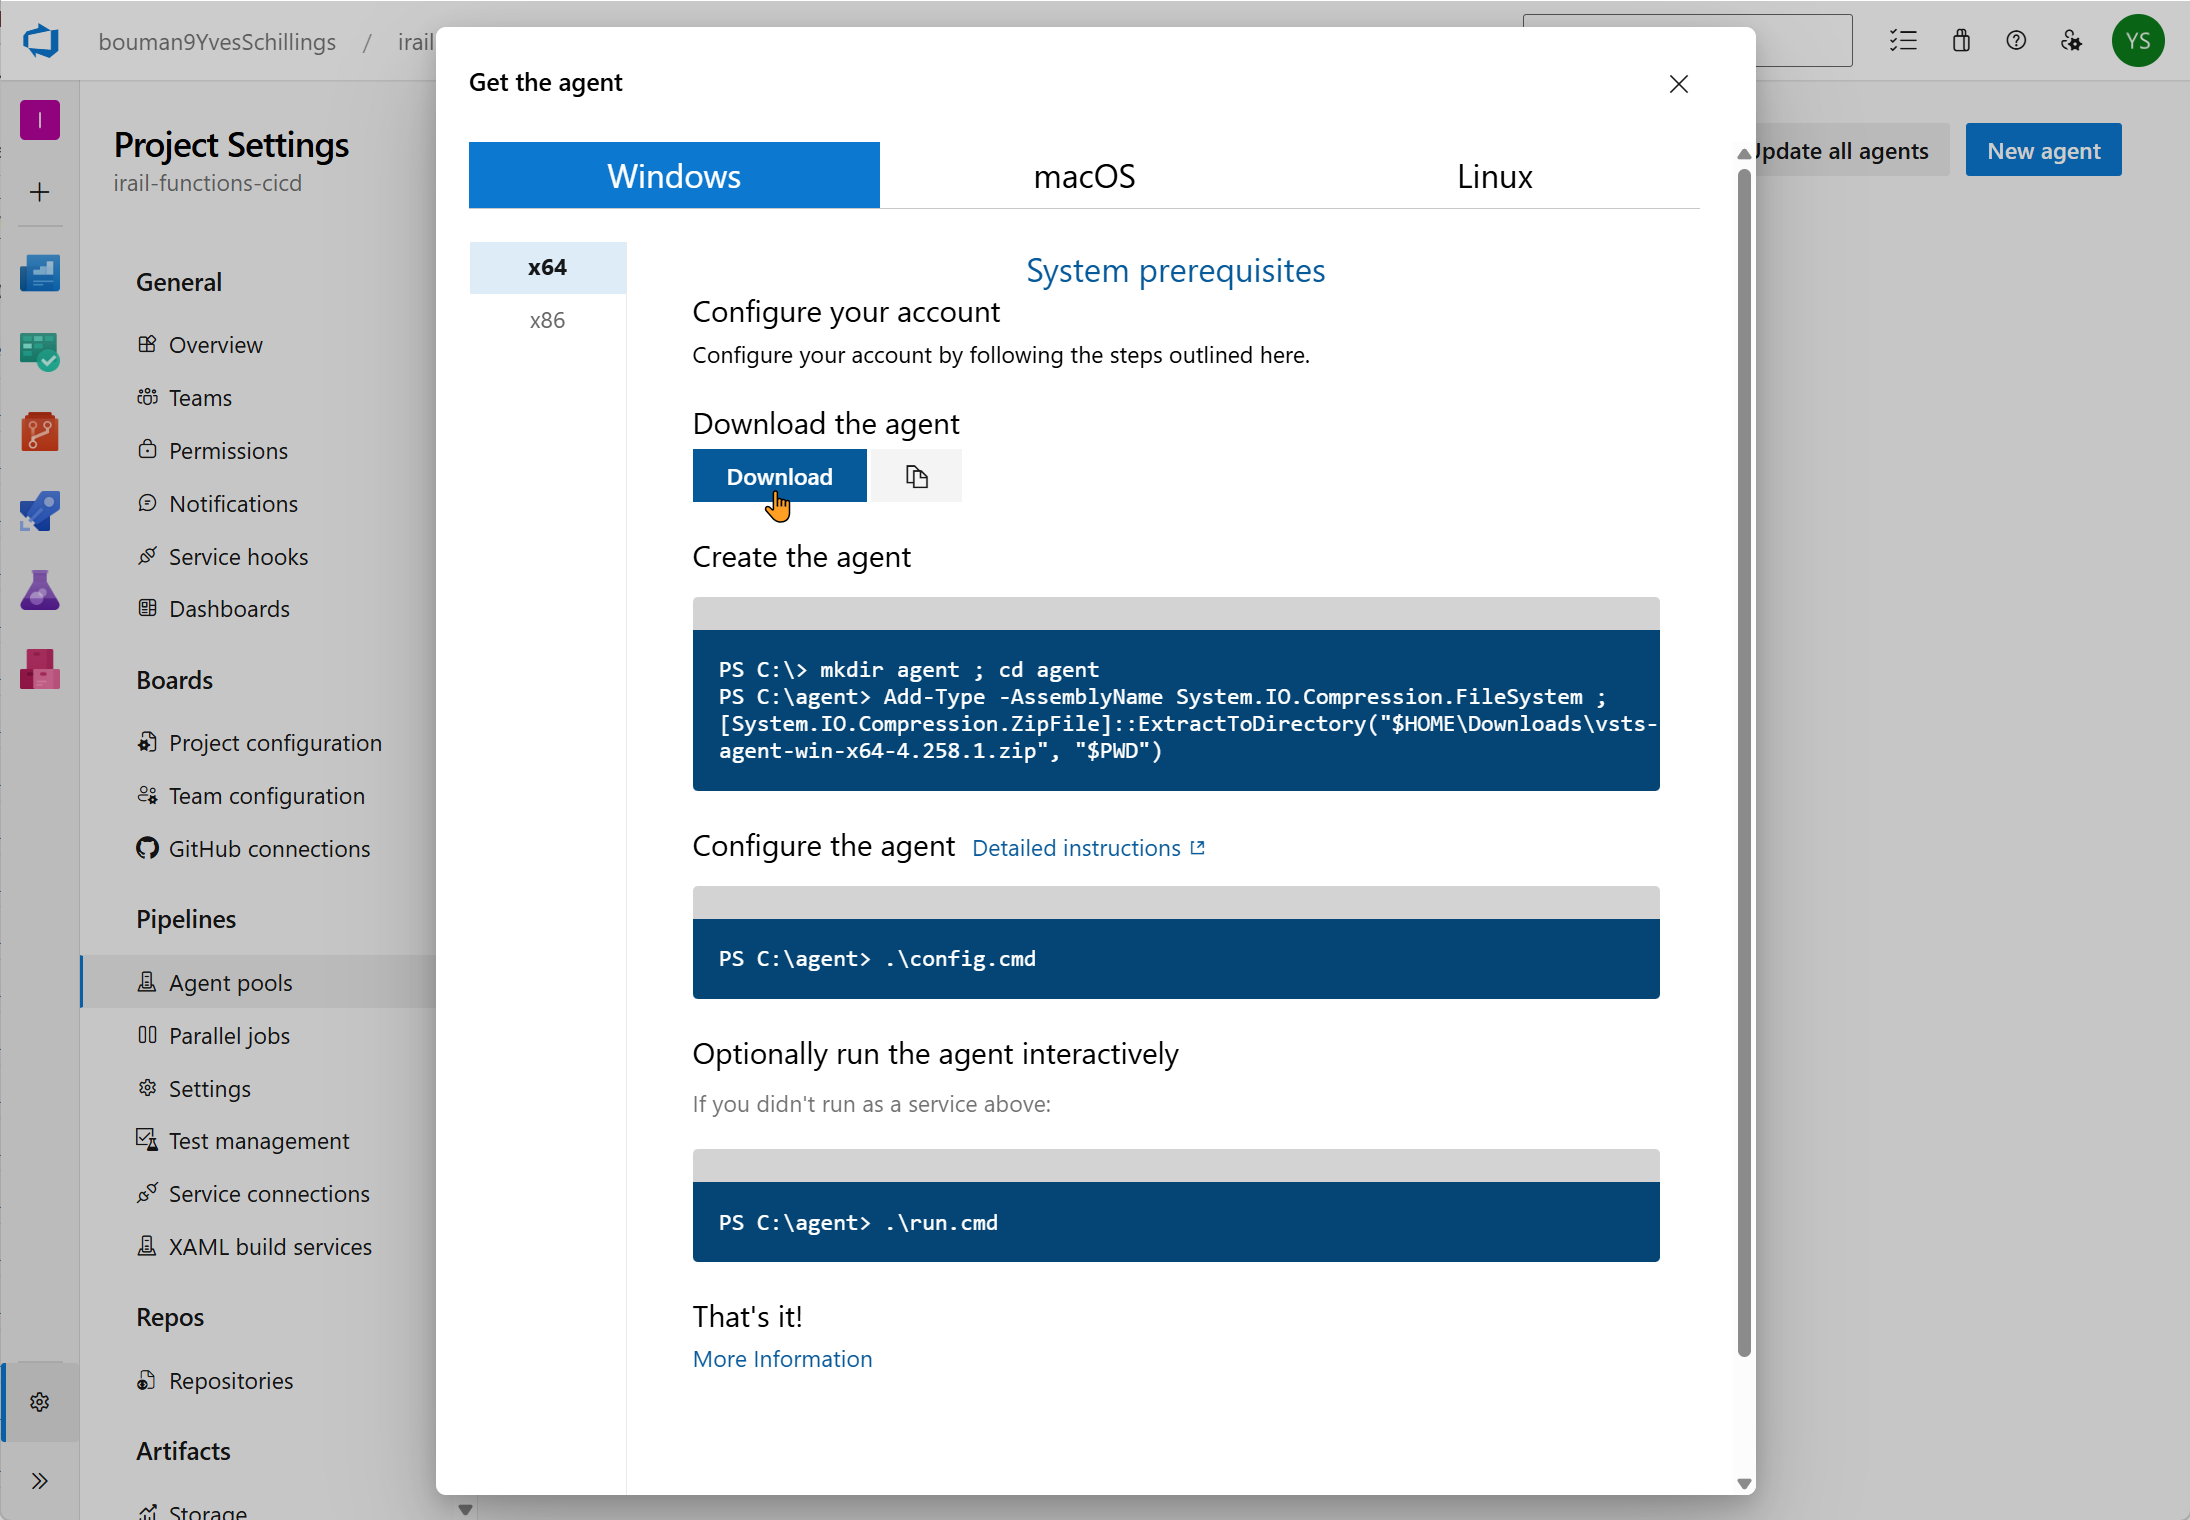 bouman9YvesSchillings / irail
YS
I
Project Settings
irail-functions-cicd
General
Overview
Teams
Permissions
Notifications
Service hooks
Dashboards
Boards
Project configuration
Team configuration
GitHub connections
Pipelines
Agent pools
Parallel jobs
Settings
Test management
Service connections
XAML build services
Repos
Repositories
Artifacts
Storage
Update all agents
New agent
Get the agent
Windows
macOS
Linux
x64
x86
System prerequisites
Configure your account
Configure your account by following the steps outlined here.
Download the agent
Download
Create the agent
PS C:\> mkdir agent ; cd agent
PS C:\agent> Add-Type -AssemblyName System.IO.Compression.FileSystem ;
[System.IO.Compression.ZipFile]::ExtractToDirectory("$HOME\Downloads\vsts-
agent-win-x64-4.258.1.zip", "$PWD")
Configure the agent Detailed instructions
PS C:\agent> .\config.cmd
Optionally run the agent interactively
If you didn't run as a service above:
PS C:\agent> .\run.cmd
That's it!
More Information